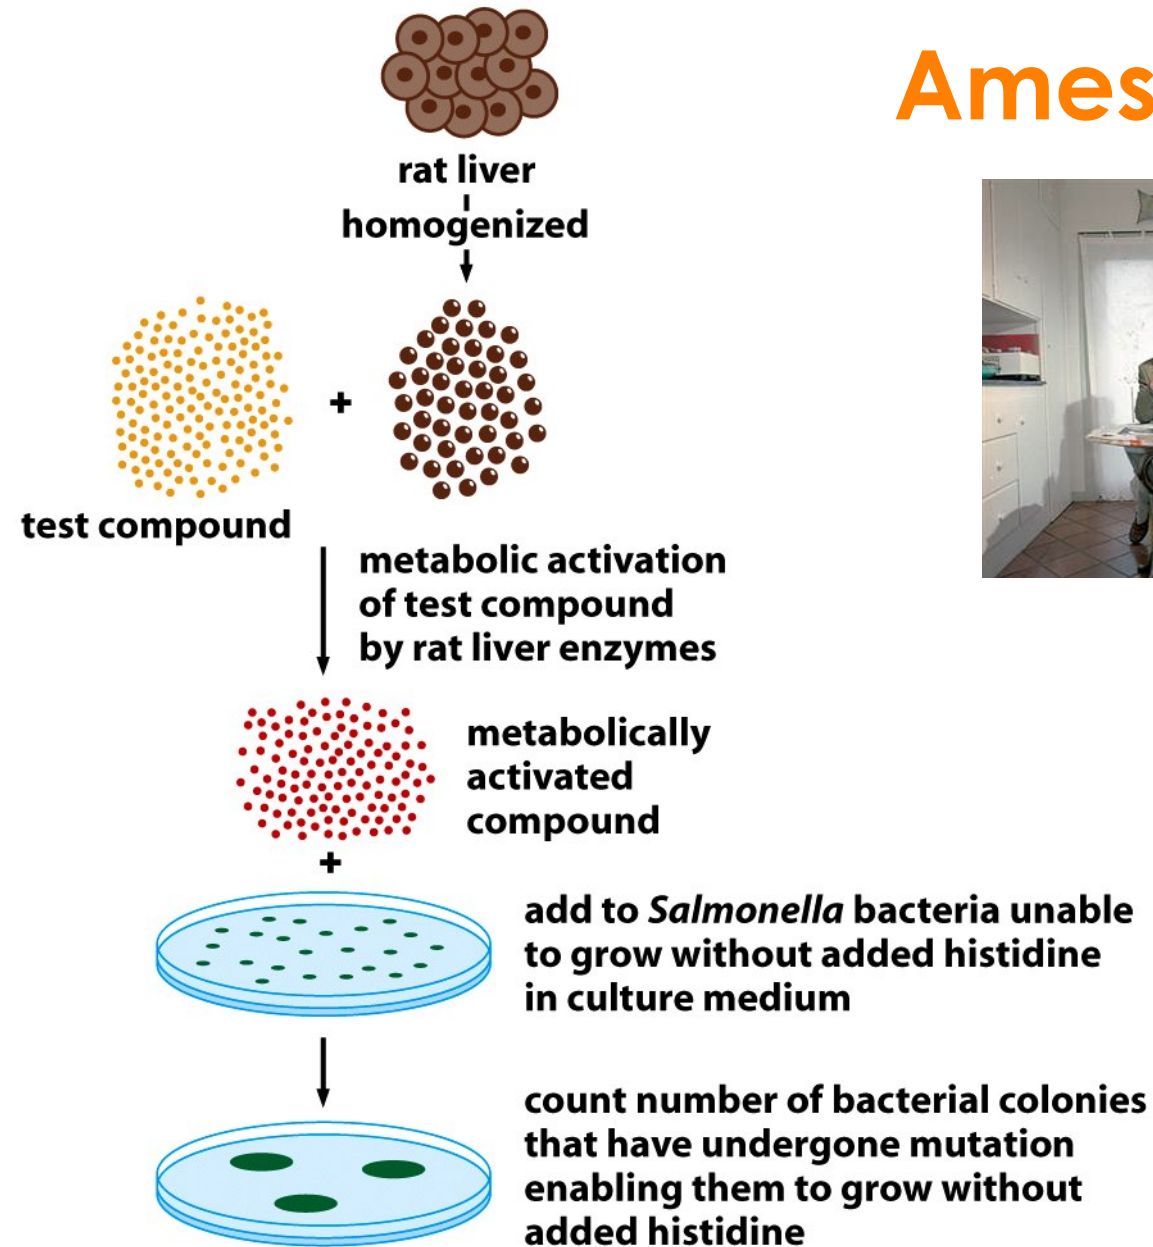 Ames
rat liver
homogenized
+
test compound
metabolic activation
of test compound
by rat liver enzymes
metabolically
activated
compound
+
add to Salmonella bacteria unable
to grow without added histidine
in culture medium
count number of bacterial colonies
that have undergone mutation
enabling them to grow without
added histidine